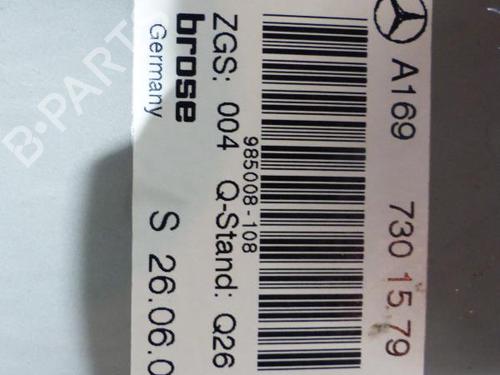 A169 730 15 79
985008-108
ZGS: 004 Q-Stand: Q26
brose
Germany
S 26.06.0
B-PARTS